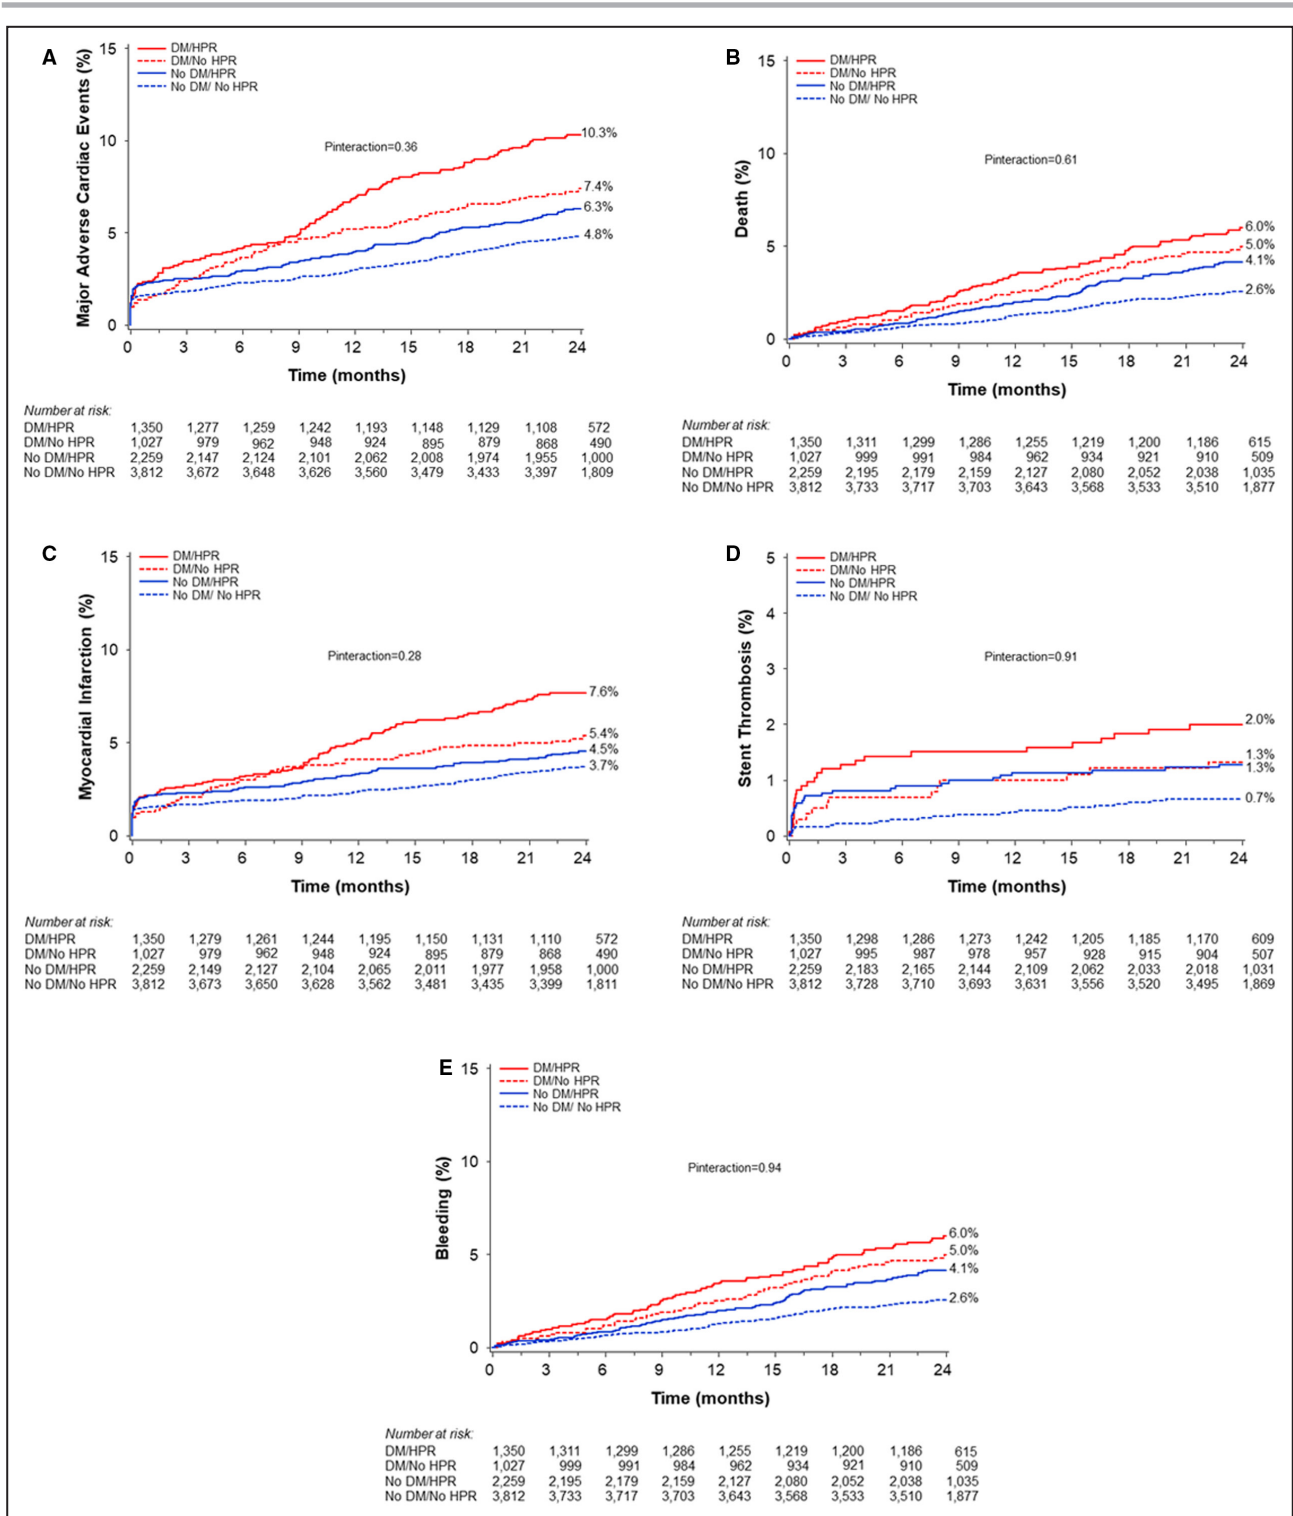 A
Major Adverse Cardiac Events (%)
15
10
5
0
DM/HPR
DM/No HPR
No DM/HPR
No DM/ No HPR
Pinteraction=0.36
10.3%
7.4%
6.3%
4.8%
0 3 6 9 12 15 18 21 24
Time (months)
Number at risk:
DM/HPR 1,350 1,277 1,259 1,242 1,193 1,148 1,129 1,108 572
DM/No HPR 1,027 979 962 948 924 895 879 868 490
No DM/HPR 2,259 2,147 2,124 2,101 2,062 2,008 1,974 1,955 1,000
No DM/No HPR 3,812 3,672 3,648 3,626 3,560 3,479 3,433 3,397 1,809
B
Death (%)
15
10
5
0
DM/HPR
DM/No HPR
No DM/HPR
No DM/ No HPR
Pinteraction=0.61
6.0%
5.0%
4.1%
2.6%
0 3 6 9 12 15 18 21 24
Time (months)
Number at risk:
DM/HPR 1,350 1,311 1,299 1,286 1,255 1,219 1,200 1,186 615
DM/No HPR 1,027 999 991 984 962 934 921 910 509
No DM/HPR 2,259 2,195 2,179 2,159 2,127 2,080 2,052 2,038 1,035
No DM/No HPR 3,812 3,733 3,717 3,703 3,643 3,568 3,533 3,510 1,877
C
Myocardial Infarction (%)
15
10
5
0
DM/HPR
DM/No HPR
No DM/HPR
No DM/ No HPR
Pinteraction=0.28
7.6%
5.4%
4.5%
3.7%
0 3 6 9 12 15 18 21 24
Time (months)
Number at risk:
DM/HPR 1,350 1,279 1,261 1,244 1,195 1,150 1,131 1,110 572
DM/No HPR 1,027 979 962 948 924 895 879 868 490
No DM/HPR 2,259 2,149 2,127 2,104 2,065 2,011 1,977 1,958 1,000
No DM/No HPR 3,812 3,673 3,650 3,628 3,562 3,481 3,435 3,399 1,811
D
Stent Thrombosis (%)
5
4
3
2
1
0
DM/HPR
DM/No HPR
No DM/HPR
No DM/ No HPR
Pinteraction=0.91
2.0%
1.3%
1.3%
0.7%
0 3 6 9 12 15 18 21 24
Time (months)
Number at risk:
DM/HPR 1,350 1,298 1,286 1,273 1,242 1,205 1,185 1,170 609
DM/No HPR 1,027 995 987 978 957 928 915 904 507
No DM/HPR 2,259 2,183 2,165 2,144 2,109 2,062 2,033 2,018 1,031
No DM/No HPR 3,812 3,728 3,710 3,693 3,631 3,556 3,520 3,495 1,869
E
Bleeding (%)
15
10
5
0
DM/HPR
DM/No HPR
No DM/HPR
No DM/ No HPR
Pinteraction=0.94
6.0%
5.0%
4.1%
2.6%
0 3 6 9 12 15 18 21 24
Time (months)
Number at risk:
DM/HPR 1,350 1,311 1,299 1,286 1,255 1,219 1,200 1,186 615
DM/No HPR 1,027 999 991 984 962 934 921 910 509
No DM/HPR 2,259 2,195 2,179 2,159 2,127 2,080 2,052 2,038 1,035
No DM/No HPR 3,812 3,733 3,717 3,703 3,643 3,568 3,533 3,510 1,877